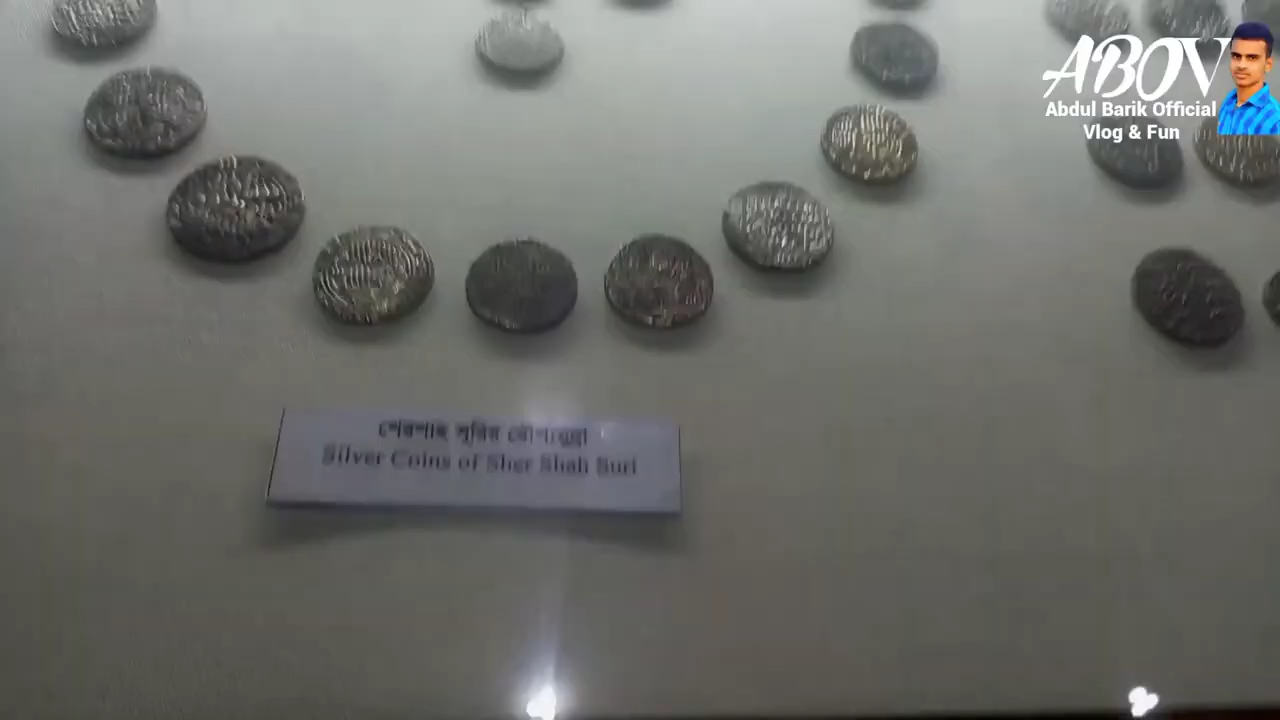 ABOV
Abdul Barik Official
Vlog & Fun
শেরশাহ সূরির রৌপ্যমুদ্রা
Silver Coins of Sher Shah Suri